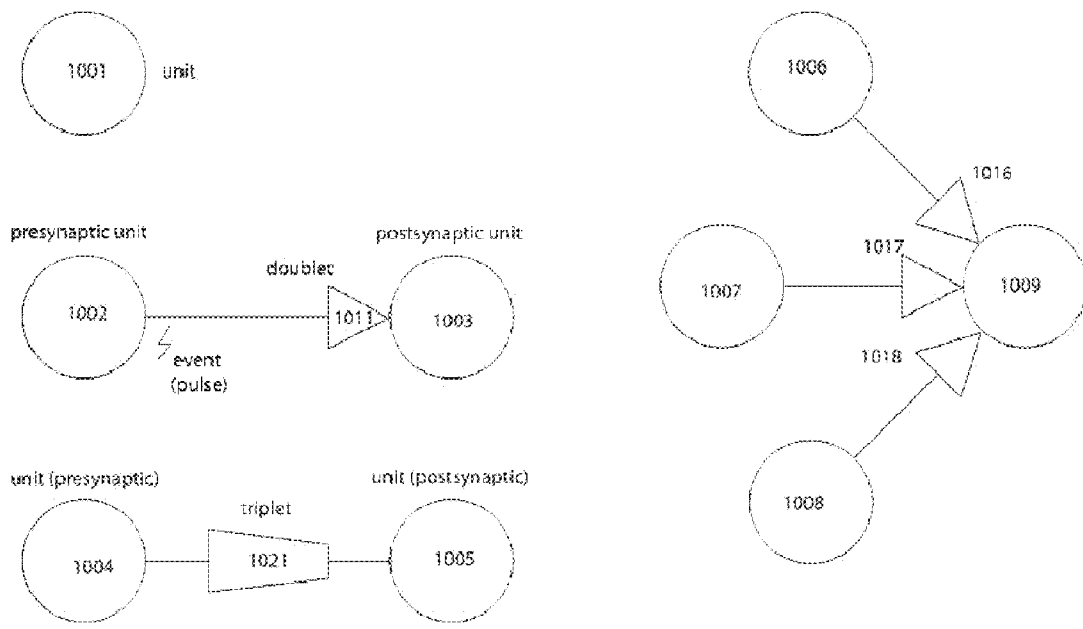 1001
unit
presynaptic unit
postsynaptic unit
doublet
1002
1011
1003
event
(pulse)
unit (presynaptic)
unit (postsynaptic)
triplet
1004
1021
1005
1006
1016
1017
1007
1009
1018
1008